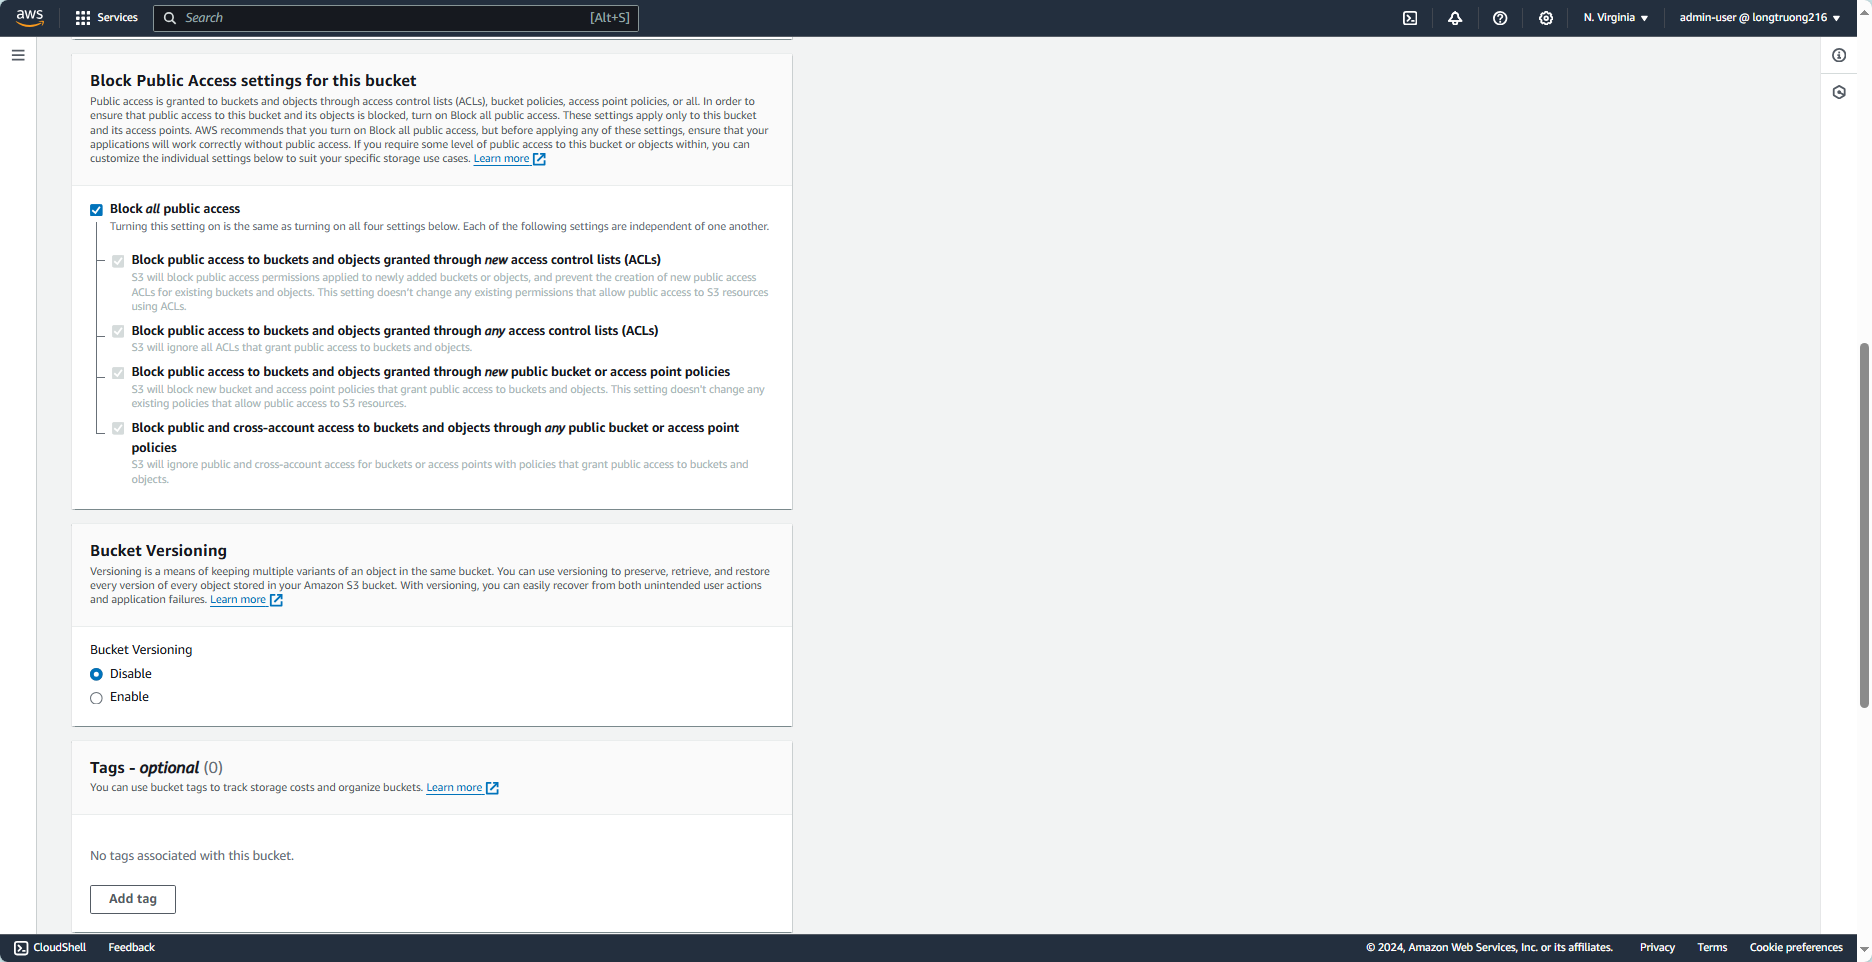 aws
Services
Search
[Alt+S]
N. Virginia
admin-user @ longtruong216
Block Public Access settings for this bucket
Public access is granted to buckets and objects through access control lists (ACLs), bucket policies, access point policies, or all. In order to
ensure that public access to this bucket and its objects is blocked, turn on Block all public access. These settings apply only to this bucket
and its access points. AWS recommends that you turn on Block all public access, but before applying any of these settings, ensure that your
applications will work correctly without public access. If you require some level of public access to this bucket or objects within, you can
customize the individual settings below to suit your specific storage use cases. Learn more
Block all public access
Turning this setting on is the same as turning on all four settings below. Each of the following settings are independent of one another.
Block public access to buckets and objects granted through new access control lists (ACLs)
S3 will block public access permissions applied to newly added buckets or objects, and prevent the creation of new public access
ACLs for existing buckets and objects. This setting doesn't change any existing permissions that allow public access to S3 resources
using ACLs.
Block public access to buckets and objects granted through any access control lists (ACLs)
S3 will ignore all ACLs that grant public access to buckets and objects.
Block public access to buckets and objects granted through new public bucket or access point policies
S3 will block new bucket and access point policies that grant public access to buckets and objects. This setting doesn't change any
existing policies that allow public access to S3 resources.
Block public and cross-account access to buckets and objects through any public bucket or access point
policies
S3 will ignore public and cross-account access for buckets or access points with policies that grant public access to buckets and
objects.
Bucket Versioning
Versioning is a means of keeping multiple variants of an object in the same bucket. You can use versioning to preserve, retrieve, and restore
every version of every object stored in your Amazon S3 bucket. With versioning, you can easily recover from both unintended user actions
and application failures. Learn more
Bucket Versioning
Disable
Enable
Tags - optional (0)
You can use bucket tags to track storage costs and organize buckets. Learn more
No tags associated with this bucket.
Add tag
CloudShell
Feedback
© 2024, Amazon Web Services, Inc. or its affiliates.
Privacy
Terms
Cookie preferences